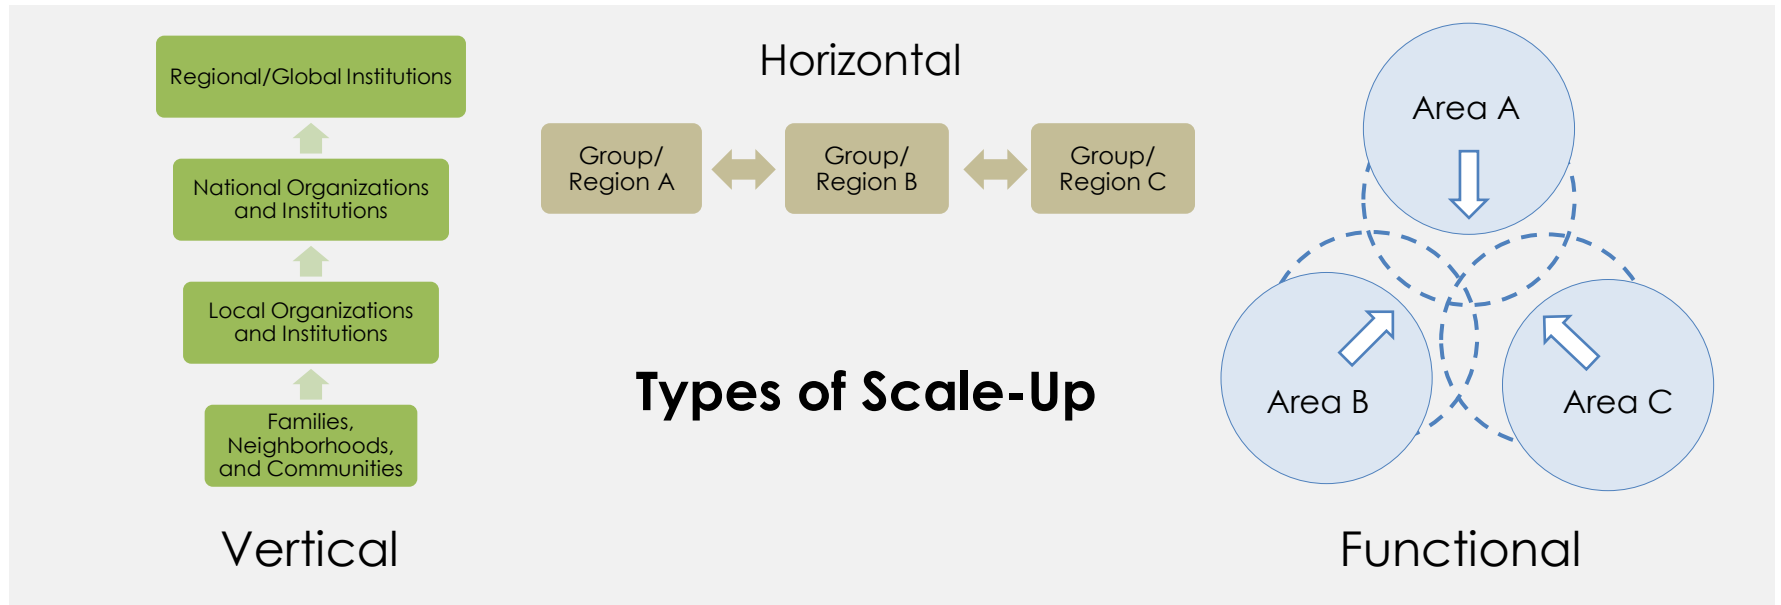 Regional/Global Institutions
National Organizations
and Institutions
Local Organizations
and Institutions
Families,
Neighborhoods,
and Communities
Vertical
Horizontal
Group/
Region A
Group/
Region B
Group/
Region C
Types of Scale-Up
Area A
Area B
Area C
Functional